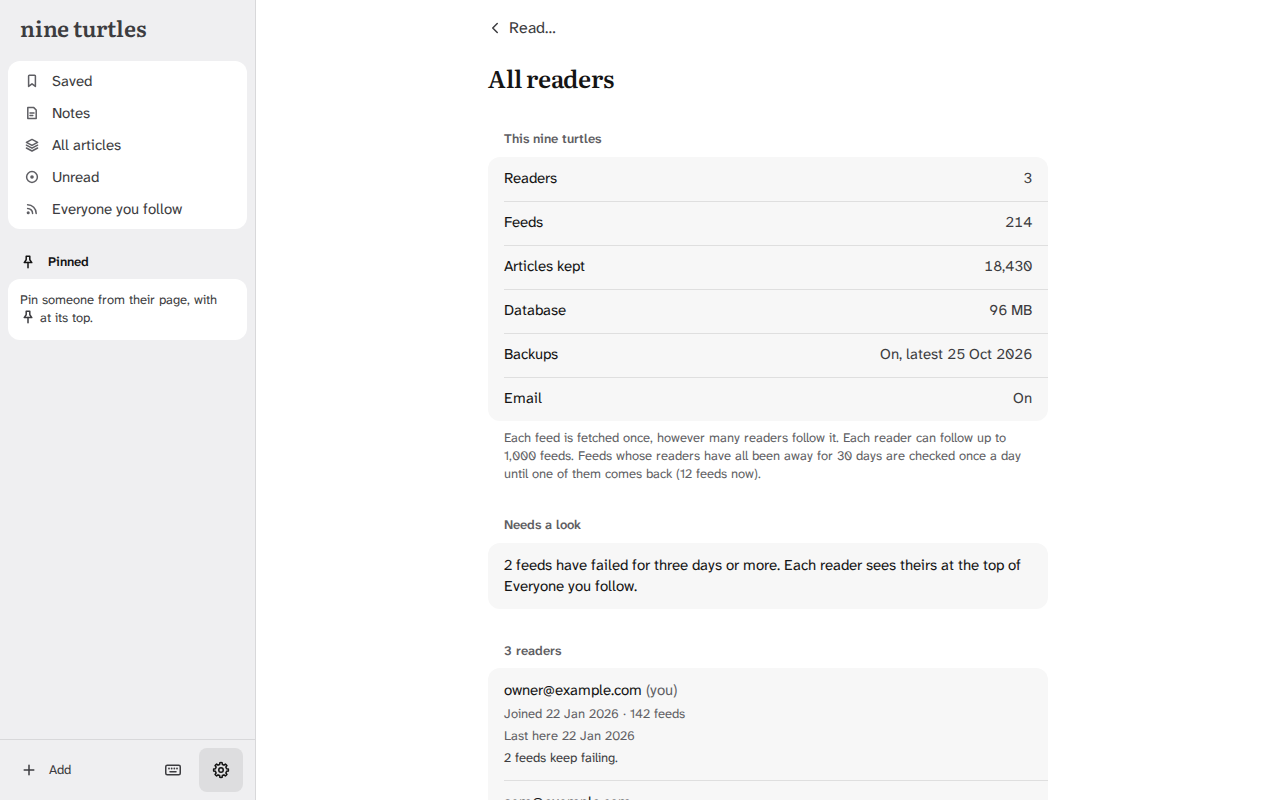 nine turtles
Saved
Notes
All articles
Unread
Everyone you follow
Pinned
Pin someone from their page, with
at its top.
Add
Read...
All readers
This nine turtles
Readers 3
Feeds 214
Articles kept 18,430
Database 96 MB
Backups On, latest 25 Oct 2026
Email On
Each feed is fetched once, however many readers follow it. Each reader can follow up to
1,000 feeds. Feeds whose readers have all been away for 30 days are checked once a day
until one of them comes back (12 feeds now).
Needs a look
2 feeds have failed for three days or more. Each reader sees theirs at the top of
Everyone you follow.
3 readers
owner@example.com (you)
Joined 22 Jan 2026 · 142 feeds
Last here 22 Jan 2026
2 feeds keep failing.